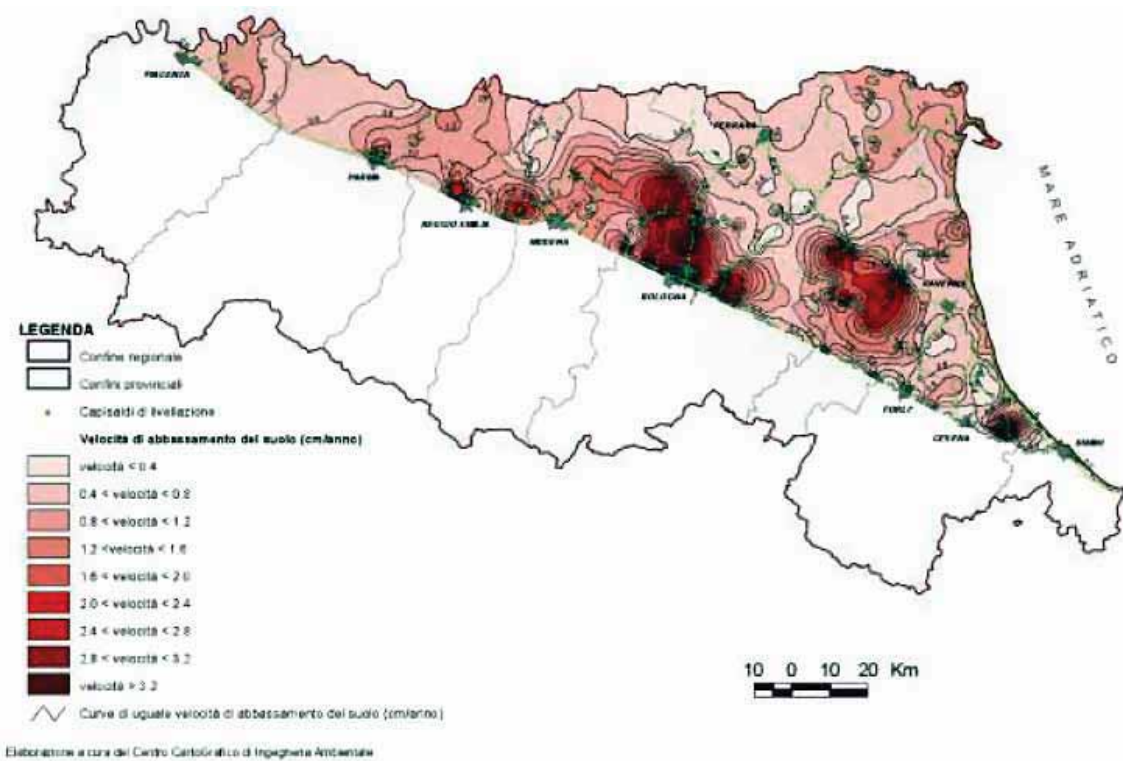 PIACENZA
PARMA
REGGIO EMILIA
MODENA
BOLOGNA
FERRARA
RAVENNA
FORLI'
CESENA
RIMINI
MARE ADRIATICO
LEGENDA
Confine regionale
Confini provinciali
Capisaldi di livellazione
Velocità di abbassamento del suolo (cm/anno)
velocità < 0.4
0.4 < velocità < 0.8
0.8 < velocità < 1.2
1.2 <velocità < 1.6
1.6 < velocità < 2.0
2.0 < velocità < 2.4
2.4 < velocità < 2.8
2.8 < velocità < 3.2
velocità > 3.2
Curve di uguale velocità di abbassamento del suolo (cm/anno)
10 0 10 20 Km
Elaborazione a cura del Centro CartoGrafico di Ingegneria Ambientale